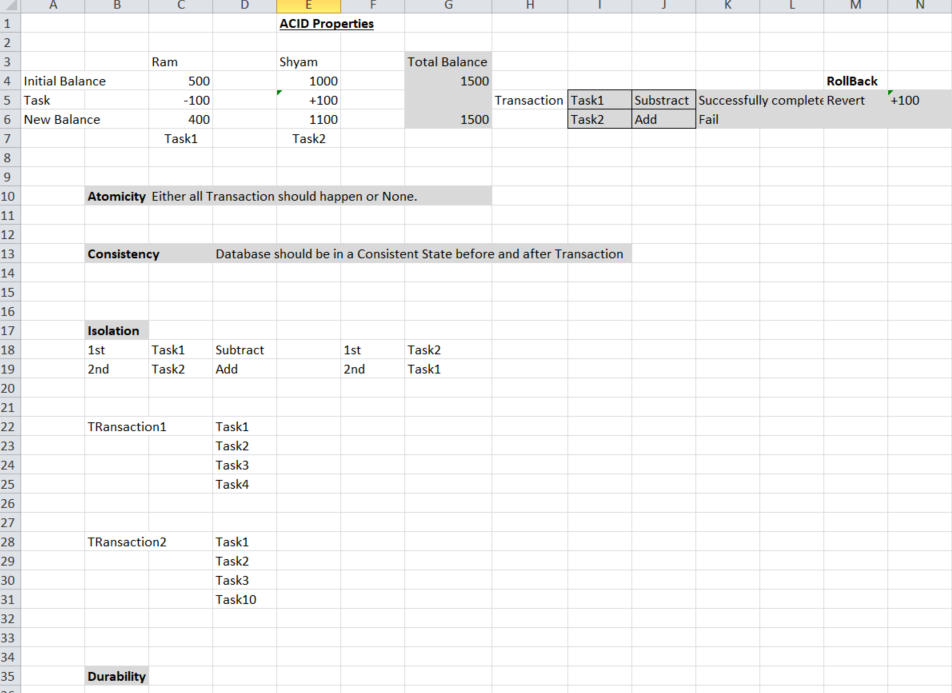 A B C D E F G H I J K L M N
1 ACID Properties
2
3 Ram Shyam Total Balance
4 Initial Balance 500 1000 1500 RollBack
5 Task -100 +100 Transaction Task1 Substract Successfully complete Revert +100
6 New Balance 400 1100 1500 Task2 Add Fail
7 Task1 Task2
8
9
10 Atomicity Either all Transaction should happen or None.
11
12
13 Consistency Database should be in a Consistent State before and after Transaction
14
15
16
17 Isolation
18 1st Task1 Subtract 1st Task2
19 2nd Task2 Add 2nd Task1
20
21
22 TRansaction1 Task1
23 Task2
24 Task3
25 Task4
26
27
28 TRansaction2 Task1
29 Task2
30 Task3
31 Task10
32
33
34
35 Durability